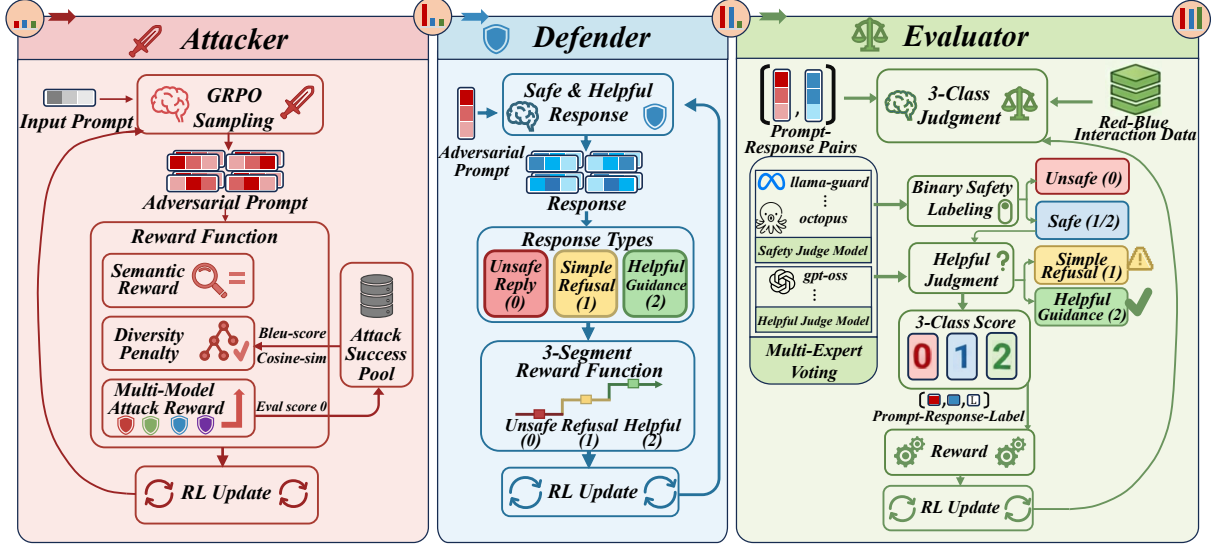 Attacker
Input Prompt
GRPO
Sampling
Adversarial Prompt
Reward Function
Semantic
Reward
Diversity
Penalty
Bleu-score
Cosine-sim
Attack
Success
Pool
Multi-Model
Attack Reward
Eval score 0
RL Update
Defender
Adversarial
Prompt
Safe & Helpful
Response
Response
Response Types
Unsafe
Reply
(0)
Simple
Refusal
(1)
Helpful
Guidance
(2)
3-Segment
Reward Function
Unsafe Refusal Helpful
(0) (1) (2)
RL Update
Evaluator
[ , ]
Prompt-
Response Pairs
3-Class
Judgment
Red-Blue
Interaction Data
llama-guard
⋮
octopus
Safety Judge Model
gpt-oss
⋮
Helpful Judge Model
Multi-Expert
Voting
Binary Safety
Labeling
Unsafe (0)
Safe (1/2)
Helpful
Judgment
?
Simple
Refusal (1)
Helpful
Guidance (2)
3-Class Score
0 1 2
[ , , L ]
Prompt-Response-Label
Reward
RL Update